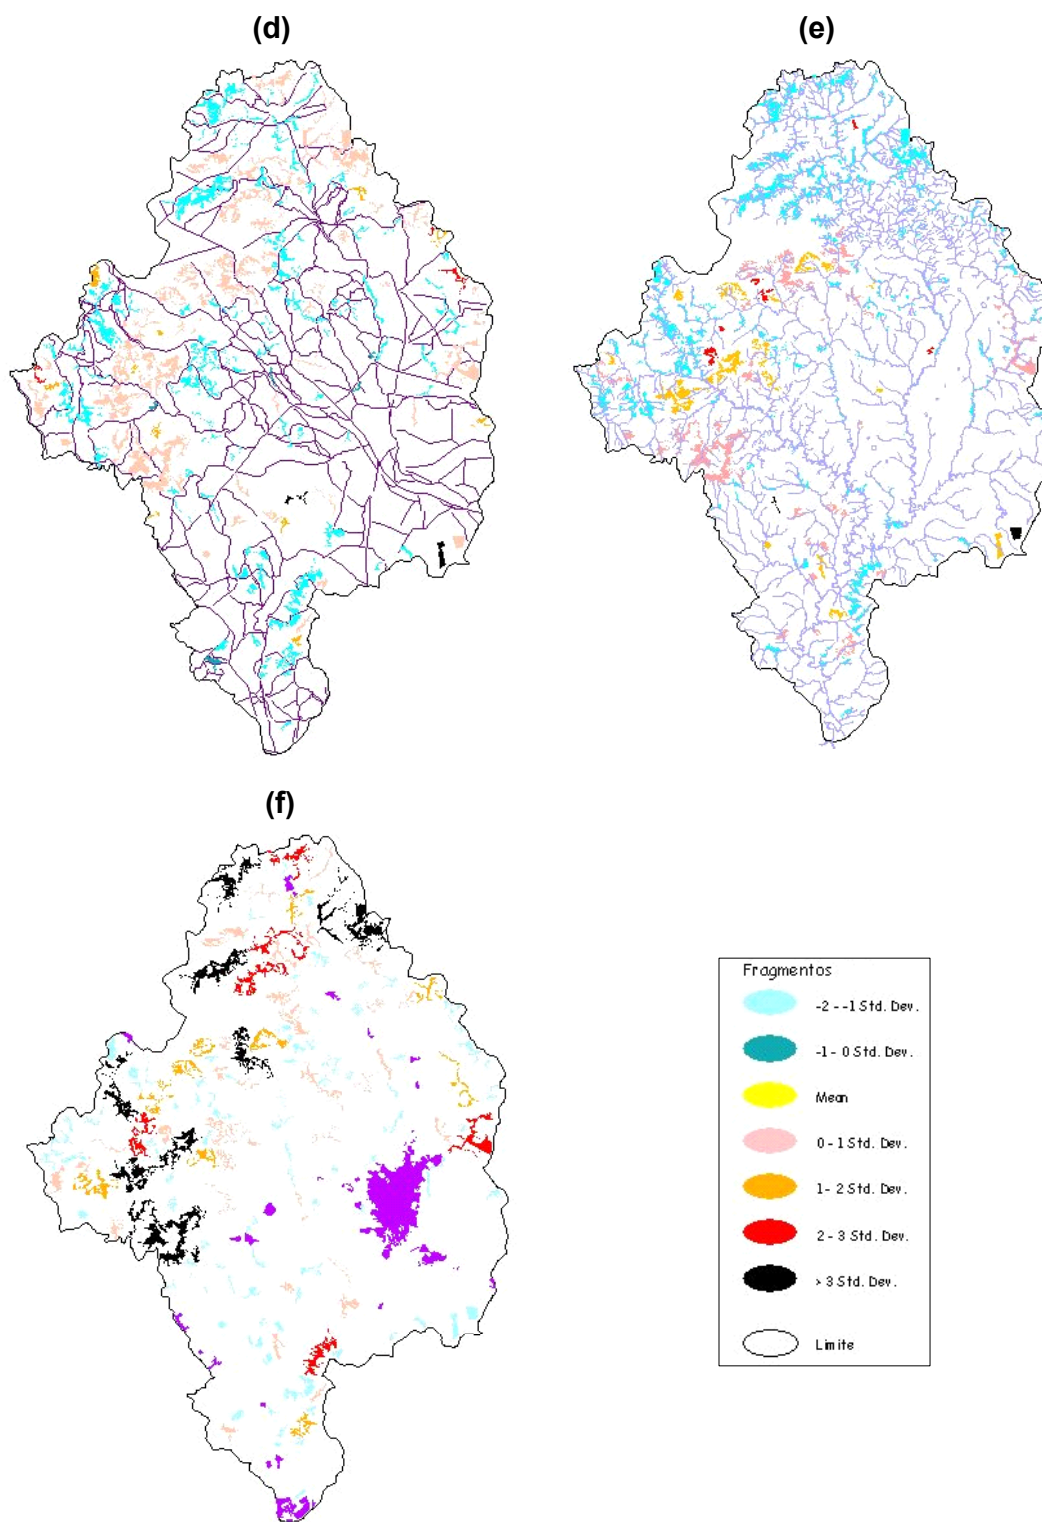 (d)
(e)
(f)
Fragmentos
-2 - -1 Std. Dev.
-1 - 0 Std. Dev.
Mean
0 - 1 Std. Dev.
1 - 2 Std. Dev.
2 - 3 Std. Dev.
> 3 Std. Dev.
Limite